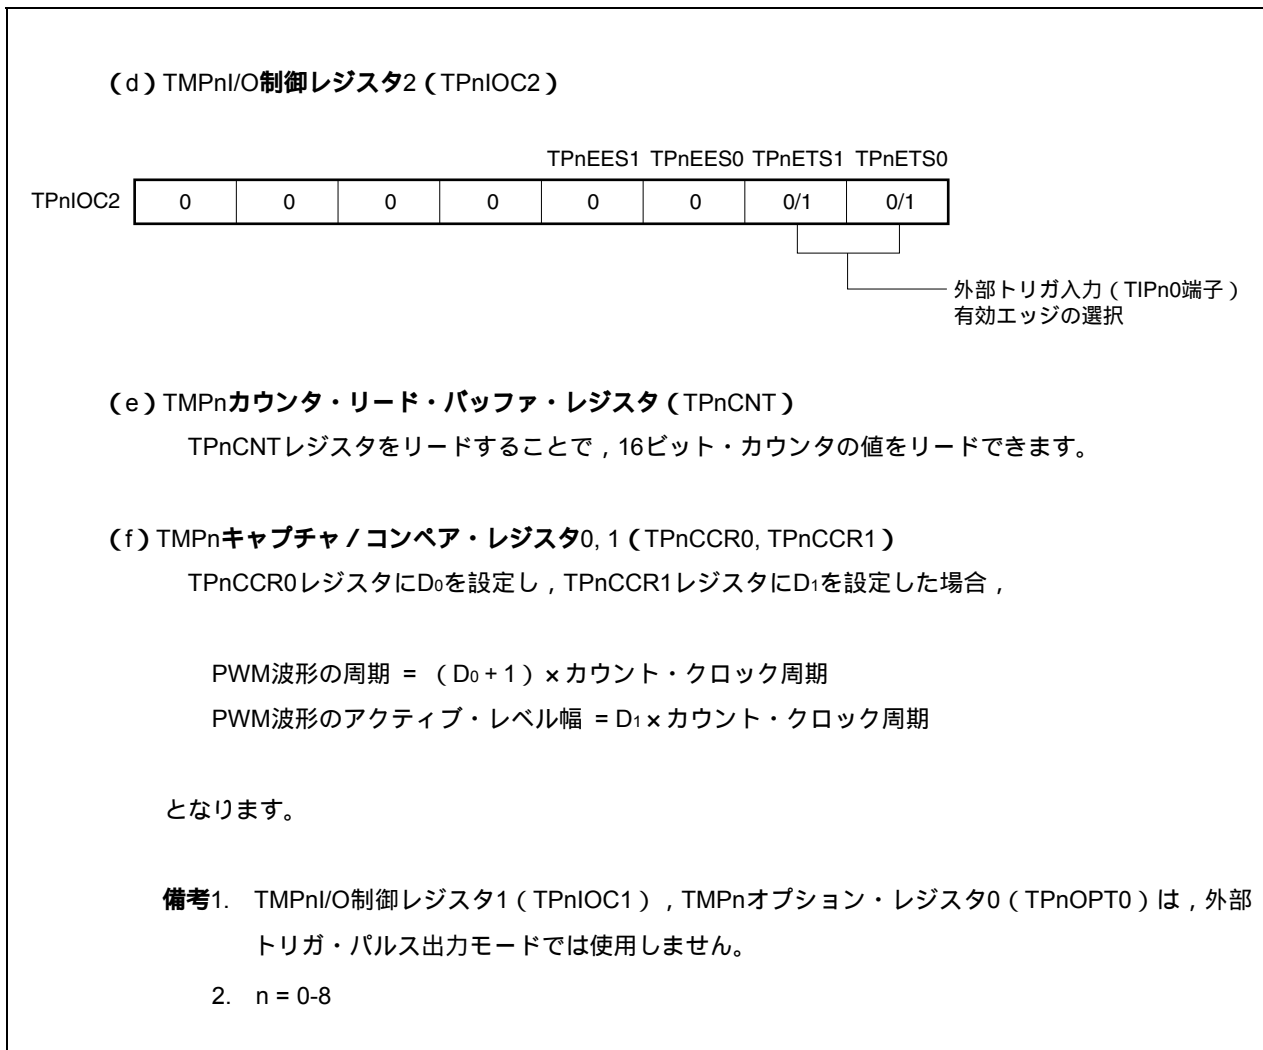 （d）TMPnI/O制御レジスタ2（TPnIOC2）
TPnEES1 TPnEES0 TPnETS1 TPnETS0
TPnIOC2 0 0 0 0 0 0 0/1 0/1
外部トリガ入力（TIPn0端子）
有効エッジの選択
（e）TMPnカウンタ・リード・バッファ・レジスタ（TPnCNT）
TPnCNTレジスタをリードすることで，16ビット・カウンタの値をリードできます。
（f）TMPnキャプチャ／コンペア・レジスタ0, 1（TPnCCR0, TPnCCR1）
TPnCCR0レジスタにD0を設定し，TPnCCR1レジスタにD1を設定した場合，
PWM波形の周期 = （D0 + 1）× カウント・クロック周期
PWM波形のアクティブ・レベル幅 = D1 × カウント・クロック周期
となります。
備考1. TMPnI/O制御レジスタ1（TPnIOC1），TMPnオプション・レジスタ0（TPnOPT0）は，外部
トリガ・パルス出力モードでは使用しません。
2. n = 0-8